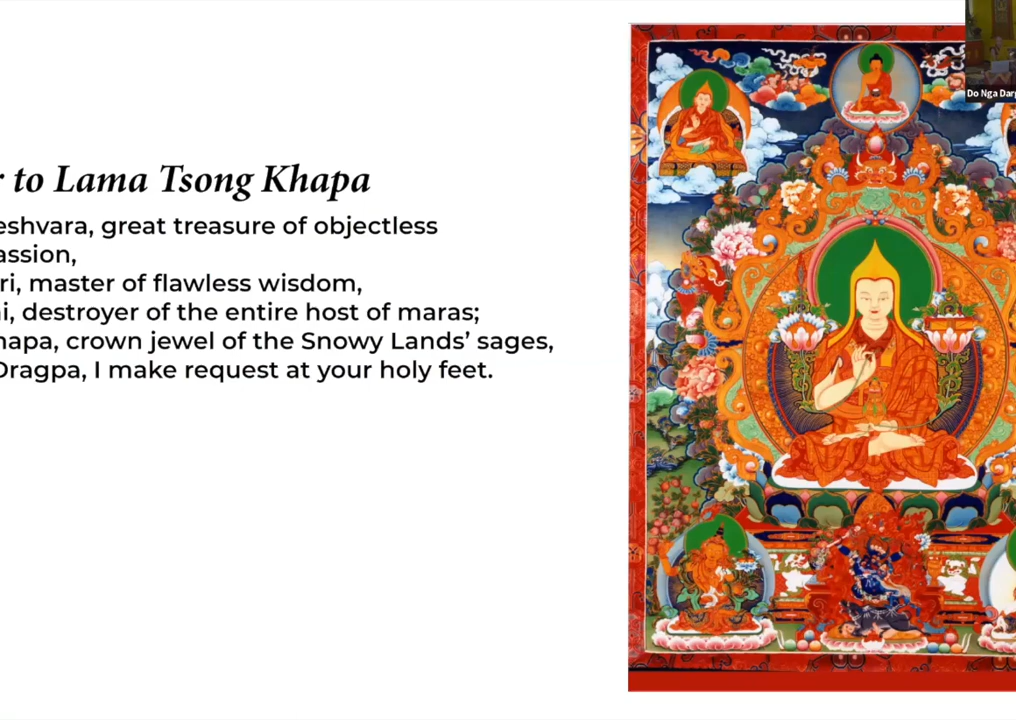 r to Lama Tsong Khapa
eshvara, great treasure of objectless
assion,
ri, master of flawless wisdom,
i, destroyer of the entire host of maras;
hapa, crown jewel of the Snowy Lands’ sages,
Dragpa, I make request at your holy feet.
Do Nga Darg